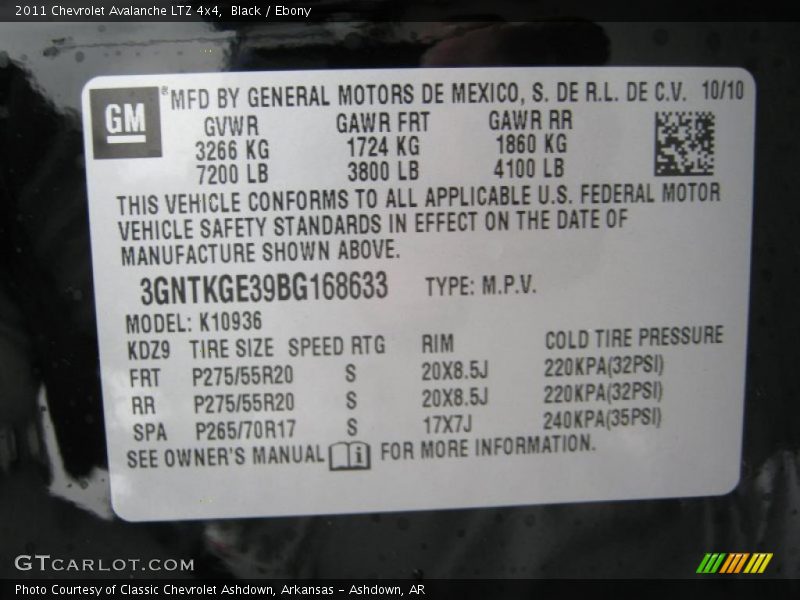 2011 Chevrolet Avalanche LTZ 4x4, Black / Ebony
GM ® MFD BY GENERAL MOTORS DE MEXICO, S. DE R.L. DE C.V. 10/10
GVWR GAWR FRT GAWR RR
3266 KG 1724 KG 1860 KG
7200 LB 3800 LB 4100 LB
THIS VEHICLE CONFORMS TO ALL APPLICABLE U.S. FEDERAL MOTOR
VEHICLE SAFETY STANDARDS IN EFFECT ON THE DATE OF
MANUFACTURE SHOWN ABOVE.
3GNTKGE39BG168633 TYPE: M.P.V.
MODEL: K10936
KDZ9 TIRE SIZE SPEED RTG RIM COLD TIRE PRESSURE
FRT P275/55R20 S 20X8.5J 220KPA(32PSI)
RR P275/55R20 S 20X8.5J 220KPA(32PSI)
SPA P265/70R17 S 17X7J 240KPA(35PSI)
SEE OWNER'S MANUAL i FOR MORE INFORMATION.
GTCARLOT.COM
Photo Courtesy of Classic Chevrolet Ashdown, Arkansas - Ashdown, AR